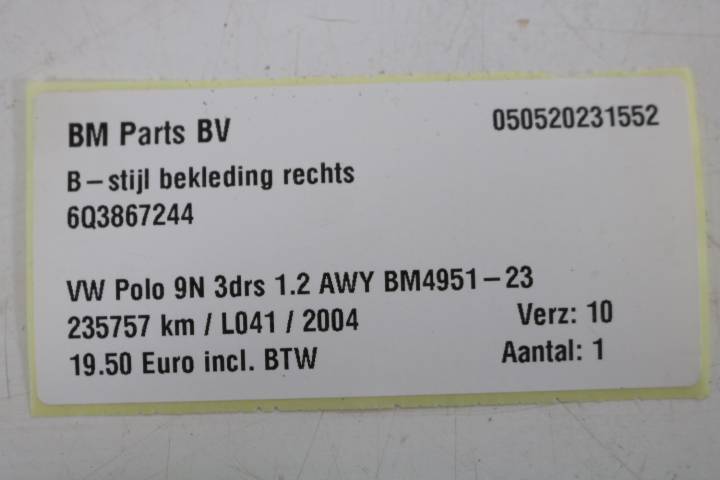 BM Parts BV 050520231552
B-stijl bekleding rechts
6Q3867244
VW Polo 9N 3drs 1.2 AWY BM4951-23
235757 km / L041 / 2004 Verz: 10
19.50 Euro incl. BTW Aantal: 1